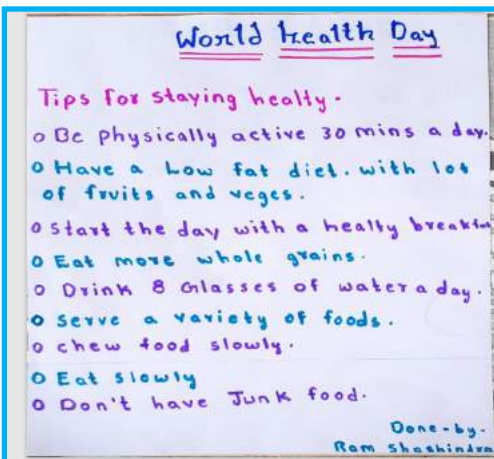 World Health Day
Tips for staying healty.
o Be physically active 30 mins a day.
o Have a Low fat diet. with lot
of fruits and veges.
o Start the day with a healty breakfas
o Eat more whole grains.
o Drink 8 Glasses of water a day.
o Serve a variety of foods.
o chew food slowly.
o Eat slowly
o Don't have Junk food.
Done-by.
Ram Shashindra